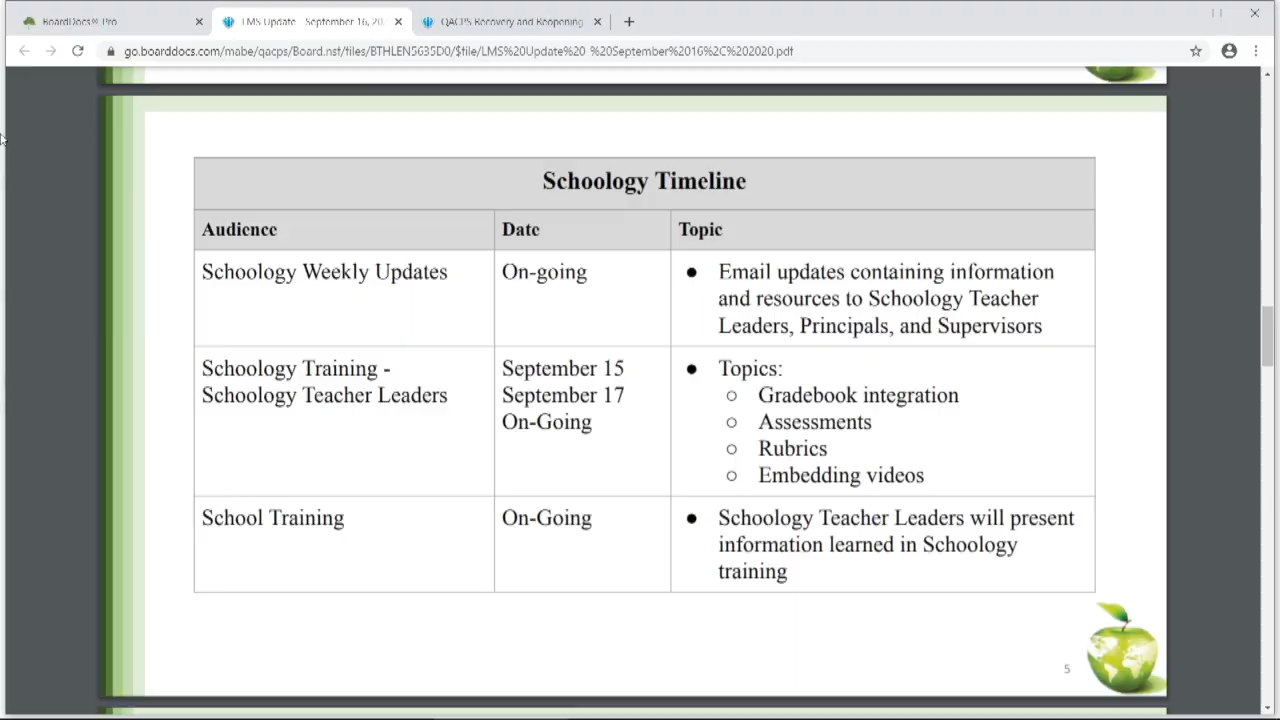 BoardDocs® Pro
LMS Update - September 16, 20
QACPS Recovery and Reopening
go.boarddocs.com/mabe/qacps/Board.nsf/files/BTHLEN5635D0/$file/LMS%20Update%20 %20September%2016%2C%202020.pdf
Schoology Timeline
Audience Date Topic
Schoology Weekly Updates On-going ● Email updates containing information
and resources to Schoology Teacher
Leaders, Principals, and Supervisors
Schoology Training - September 15 ● Topics:
Schoology Teacher Leaders September 17 ○ Gradebook integration
On-Going ○ Assessments
○ Rubrics
○ Embedding videos
School Training On-Going ● Schoology Teacher Leaders will present
information learned in Schoology
training
5